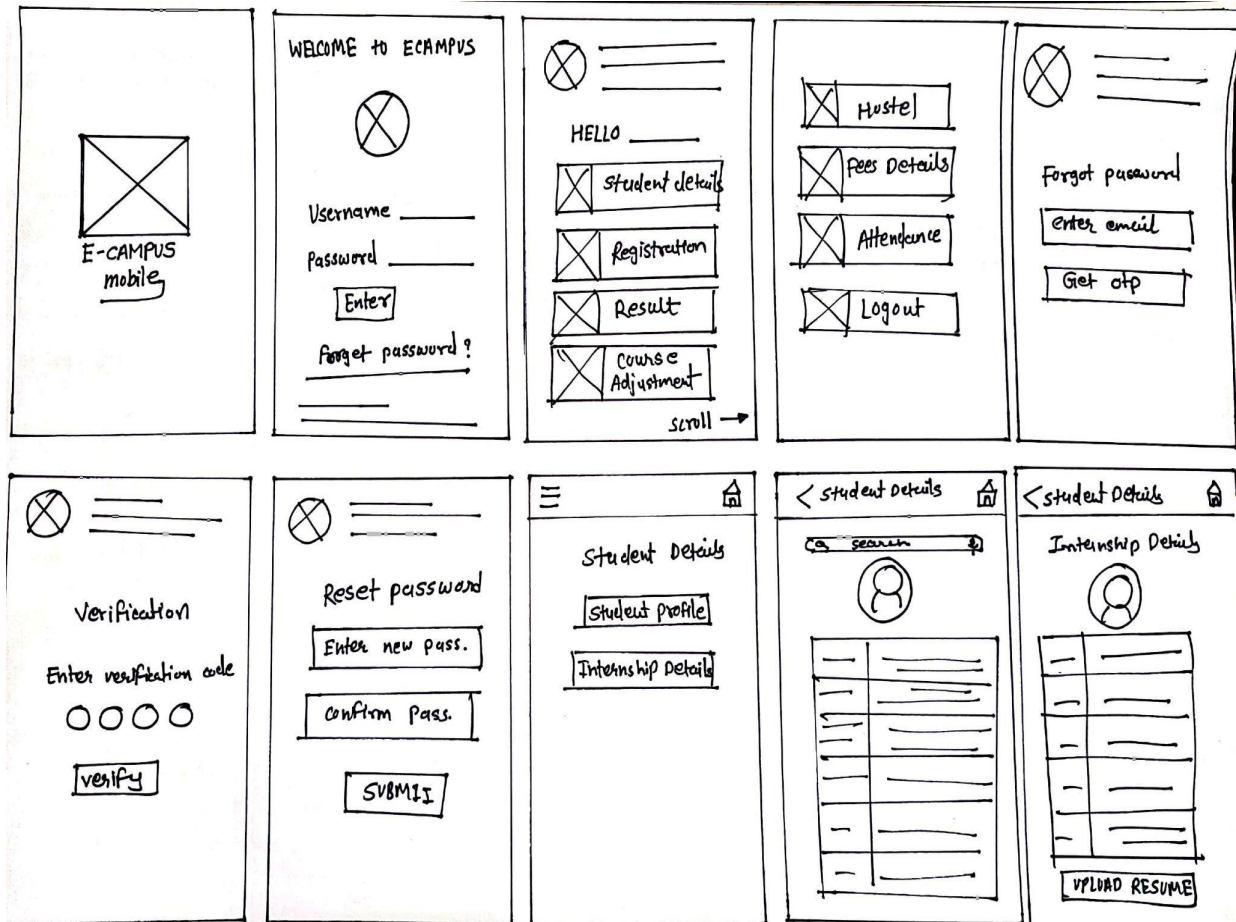 E-CAMPUS
mobile
WELCOME to ECAMPUS
Username
Password
Enter
Forget password?
HELLO
Student details
Registration
Result
Course
Adjustment
scroll →
Hostel
Fees Details
Attendance
Logout
Forgot password
enter email
Get otp
Verification
Enter verification code
verify
Reset password
Enter new pass.
Confirm Pass.
SUBMIT
Student Details
Student Profile
Internship Details
< Student Details
search
< Student Details
Internship Details
UPLOAD RESUME